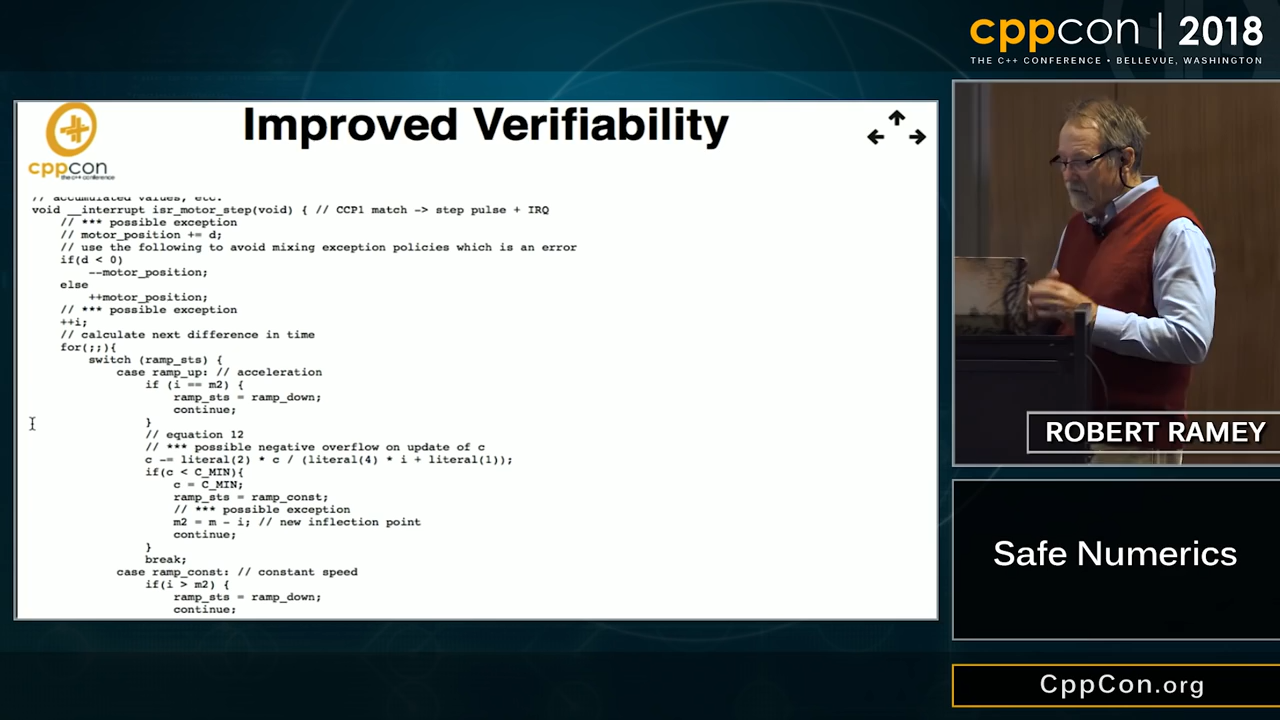 cppcon | 2018
THE C++ CONFERENCE • BELLEVUE, WASHINGTON
Improved Verifiability
cppcon
the c++ conference
// accumulated values, etc.
void __interrupt isr_motor_step(void) { // CCP1 match -> step pulse + IRQ
// *** possible exception
// motor_position += d;
// use the following to avoid mixing exception policies which is an error
if(d < 0)
--motor_position;
else
++motor_position;
// *** possible exception
++i;
// calculate next difference in time
for(;;){
switch (ramp_sts) {
case ramp_up: // acceleration
if (i == m2) {
ramp_sts = ramp_down;
continue;
}
// equation 12
// *** possible negative overflow on update of c
c -= literal(2) * c / (literal(4) * i + literal(1));
if(c < C_MIN){
c = C_MIN;
ramp_sts = ramp_const;
// *** possible exception
m2 = m - i; // new inflection point
continue;
}
break;
case ramp_const: // constant speed
if(i > m2) {
ramp_sts = ramp_down;
continue;
ROBERT RAMEY
Safe Numerics
CppCon.org